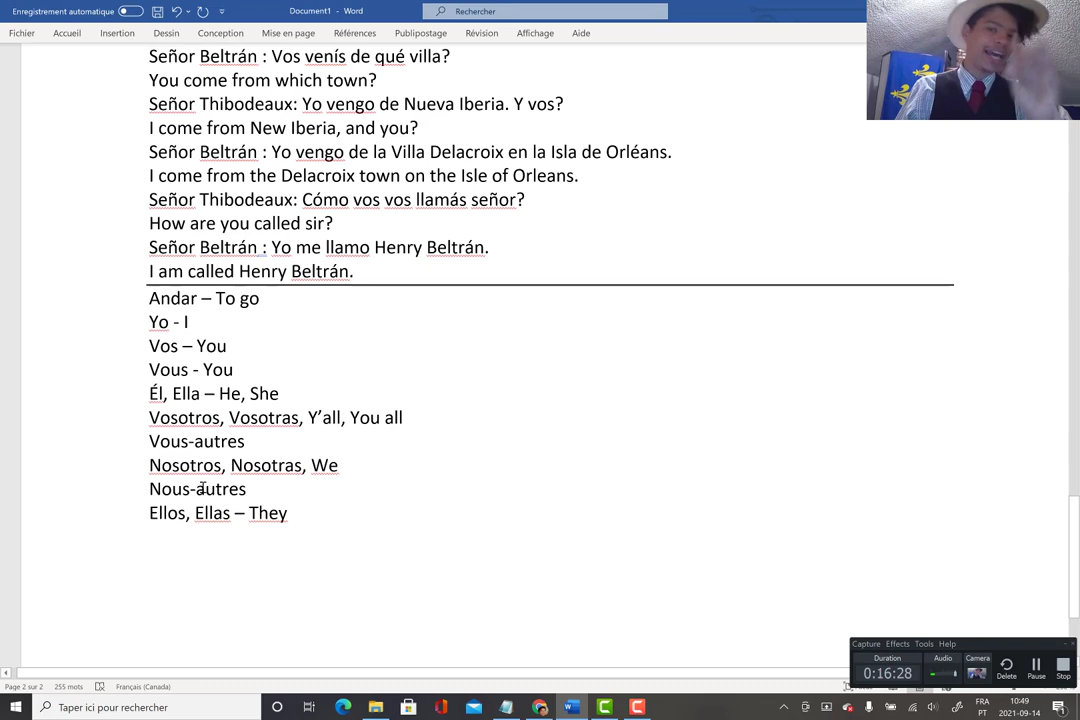 Enregistrement automatique
Document1 - Word
Rechercher
Fichier Accueil Insertion Dessin Conception Mise en page Références Publipostage Révision Affichage Aide
Señor Beltrán : Vos venís de qué villa?
You come from which town?
Señor Thibodeaux: Yo vengo de Nueva Iberia. Y vos?
I come from New Iberia, and you?
Señor Beltrán : Yo vengo de la Villa Delacroix en la Isla de Orléans.
I come from the Delacroix town on the Isle of Orleans.
Señor Thibodeaux: Cómo vos vos llamás señor?
How are you called sir?
Señor Beltrán : Yo me llamo Henry Beltrán.
I am called Henry Beltrán.
Andar – To go
Yo - I
Vos – You
Vous - You
Él, Ella – He, She
Vosotros, Vosotras, Y’all, You all
Vous-autres
Nosotros, Nosotras, We
Nous-autres
Ellos, Ellas – They
Capture Effects Tools Help
Duration Audio Camera
0:16:28 Delete Pause Stop
Page 2 sur 2 255 mots Français (Canada)
Taper ici pour rechercher
FRA 10:49
PT 2021-09-14